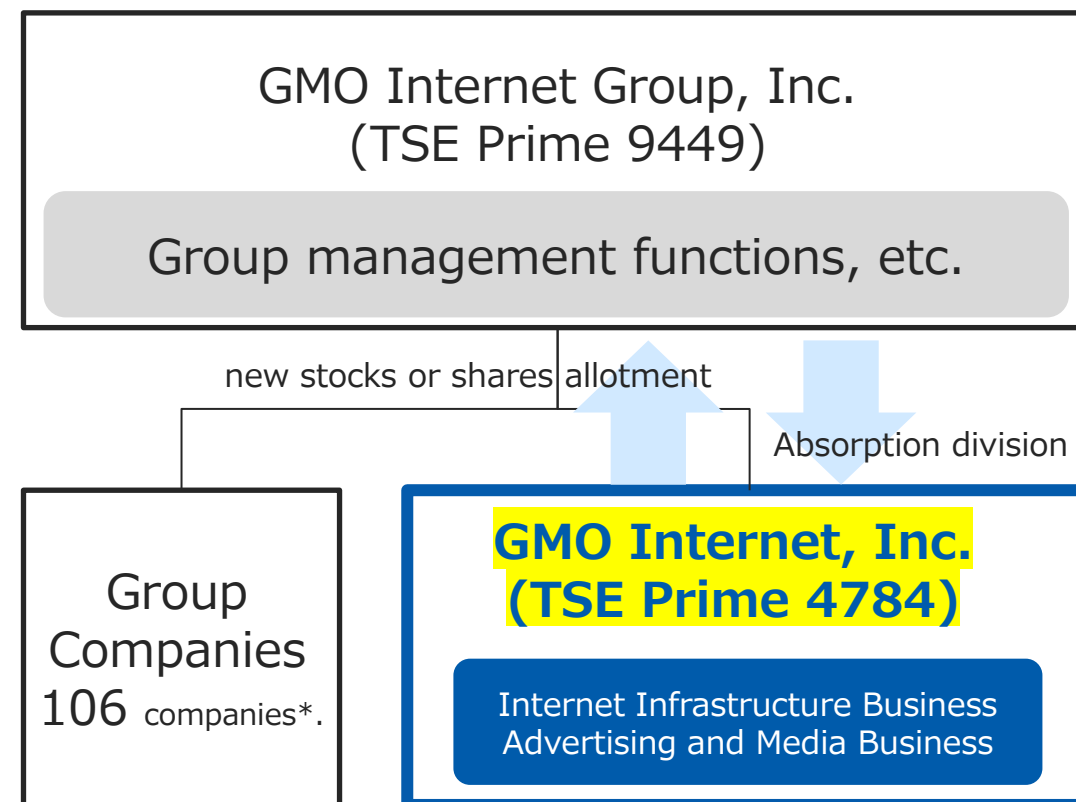 GMO Internet Group, Inc.
(TSE Prime 9449)
Group management functions, etc.
new stocks or shares allotment
Absorption division
Group
Companies
106 companies*.
GMO Internet, Inc.
(TSE Prime 4784)
Internet Infrastructure Business
Advertising and Media Business